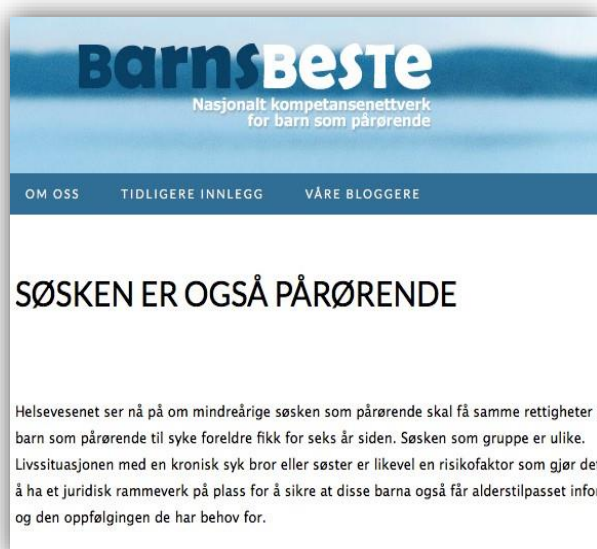 BarnsBeste
Nasjonalt kompetansenettverk
for barn som pårørende
OM OSS TIDLIGERE INNLEGG VÅRE BLOGGERE
SØSKEN ER OGSÅ PÅRØRENDE
Helsevesenet ser nå på om mindreårige søsken som pårørende skal få samme rettigheter
barn som pårørende til syke foreldre fikk for seks år siden. Søsken som gruppe er ulike.
Livssituasjonen med en kronisk syk bror eller søster er likevel en risikofaktor som gjør
å ha et juridisk rammeverk på plass for å sikre at disse barna også får alderstilpasset
og den oppfølgingen de har behov for.